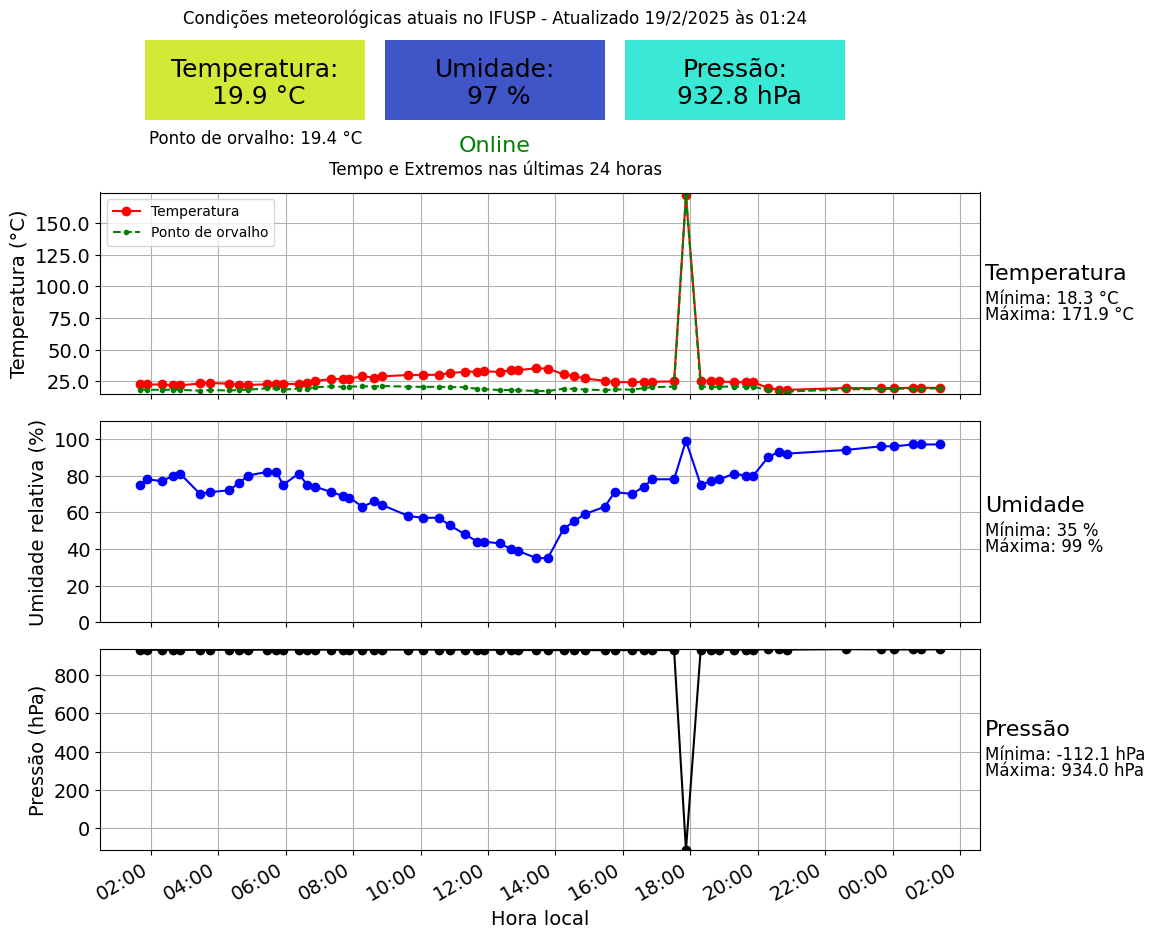 Condições meteorológicas atuais no IFUSP - Atualizado 19/2/2025 às 01:24
Temperatura:
19.9 °C
Umidade:
97 %
Pressão:
932.8 hPa
Ponto de orvalho: 19.4 °C
Online
Tempo e Extremos nas últimas 24 horas
Temperatura (°C)
150.0
125.0
100.0
75.0
50.0
25.0
Temperatura
Ponto de orvalho
Temperatura
Mínima: 18.3 °C
Máxima: 171.9 °C
Umidade relativa (%)
100
80
60
40
20
0
Umidade
Mínima: 35 %
Máxima: 99 %
Pressão (hPa)
800
600
400
200
0
Pressão
Mínima: -112.1 hPa
Máxima: 934.0 hPa
02:00 04:00 06:00 08:00 10:00 12:00 14:00 16:00 18:00 20:00 22:00 00:00 02:00
Hora local